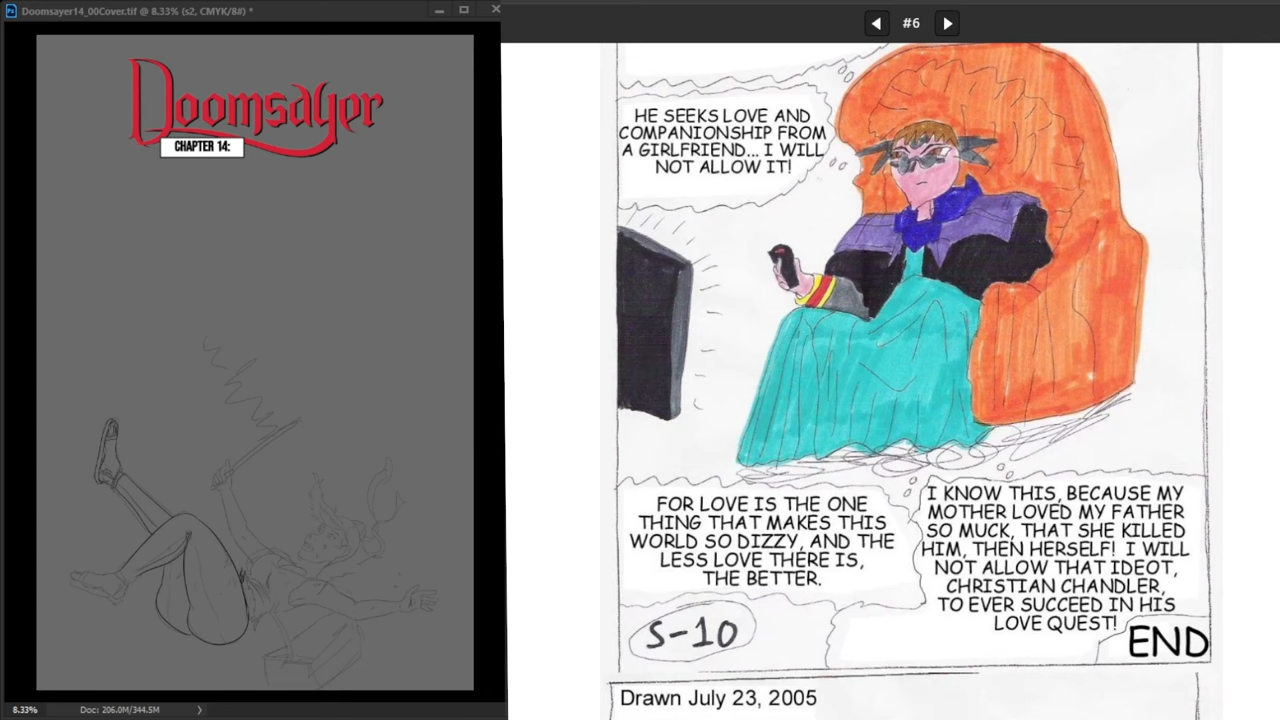 Doomsayer14_00Cover.tif @ 8.33% (s2, CMYK/8#) *
Doomsayer
CHAPTER 14:
8.33%
Doc: 206.0M/344.5M
#6
HE SEEKS LOVE AND
COMPANIONSHIP FROM
A GIRLFRIEND... I WILL
NOT ALLOW IT!
FOR LOVE IS THE ONE
THING THAT MAKES THIS
WORLD SO DIZZY, AND THE
LESS LOVE THERE IS,
THE BETTER.
I KNOW THIS, BECAUSE MY
MOTHER LOVED MY FATHER
SO MUCK, THAT SHE KILLED
HIM, THEN HERSELF! I WILL
NOT ALLOW THAT IDEOT,
CHRISTIAN CHANDLER,
TO EVER SUCCEED IN HIS
LOVE QUEST!
S-10
END
Drawn July 23, 2005